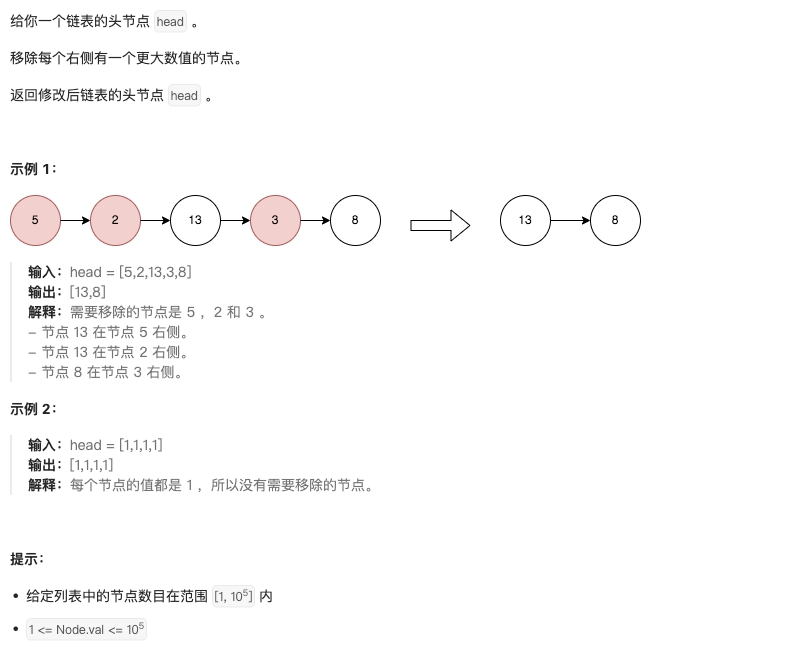 给你一个链表的头节点 head 。
移除每个右侧有一个更大数值的节点。
返回修改后链表的头节点 head 。
示例 1：
5 2 13 3 8 13 8
输入：head = [5,2,13,3,8]
输出：[13,8]
解释：需要移除的节点是 5 ，2 和 3 。
- 节点 13 在节点 5 右侧。
- 节点 13 在节点 2 右侧。
- 节点 8 在节点 3 右侧。
示例 2：
输入：head = [1,1,1,1]
输出：[1,1,1,1]
解释：每个节点的值都是 1 ，所以没有需要移除的节点。
提示：
• 给定列表中的节点数目在范围 [1, 10⁵] 内
• 1 <= Node.val <= 10⁵